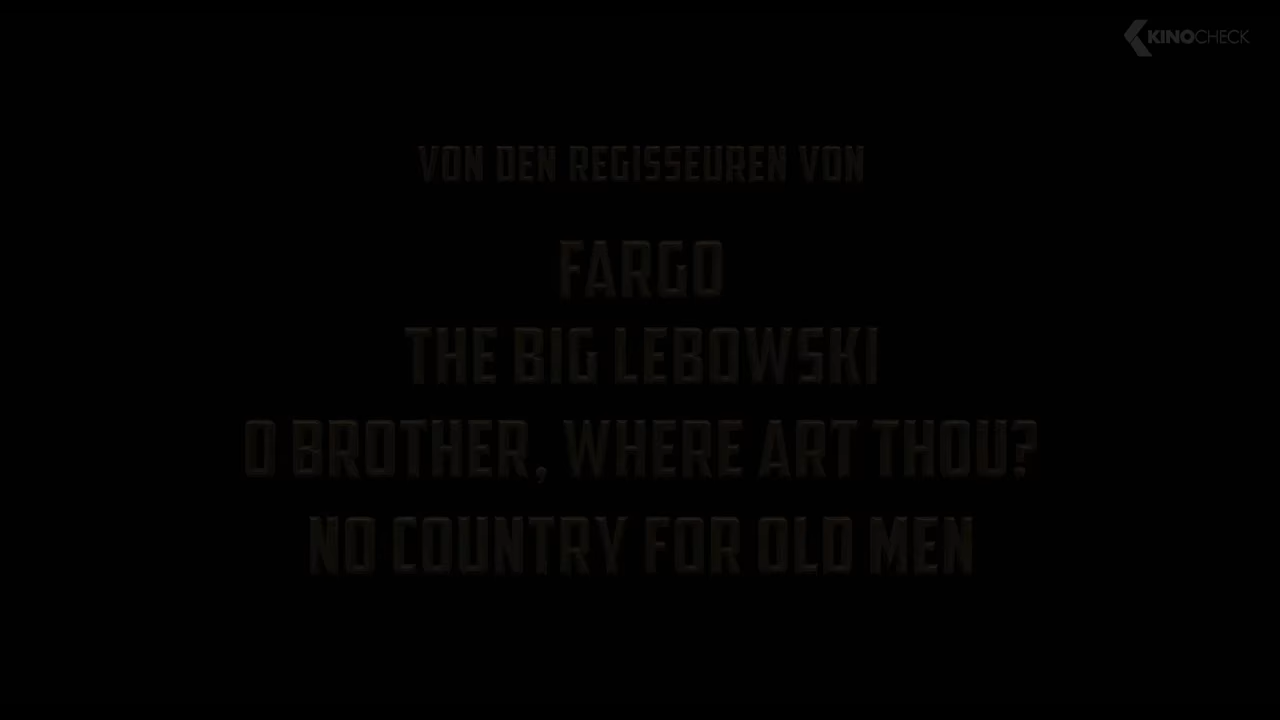 KINOCHECK
VON DEN REGISSEUREN VON
FARGO
THE BIG LEBOWSKI
O BROTHER, WHERE ART THOU?
NO COUNTRY FOR OLD MEN